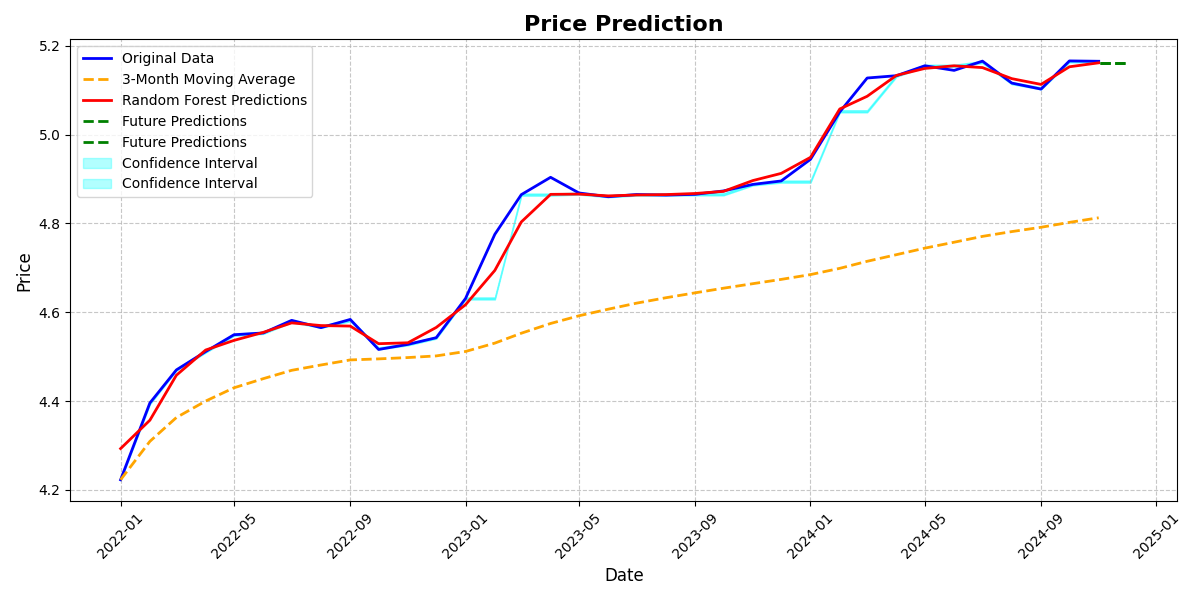 Price Prediction
Original Data
3-Month Moving Average
Random Forest Predictions
Future Predictions
Future Predictions
Confidence Interval
Confidence Interval
5.2
5.0
4.8
4.6
4.4
4.2
Price
2022-01
2022-05
2022-09
2023-01
2023-05
2023-09
2024-01
2024-05
2024-09
2025-01
Date